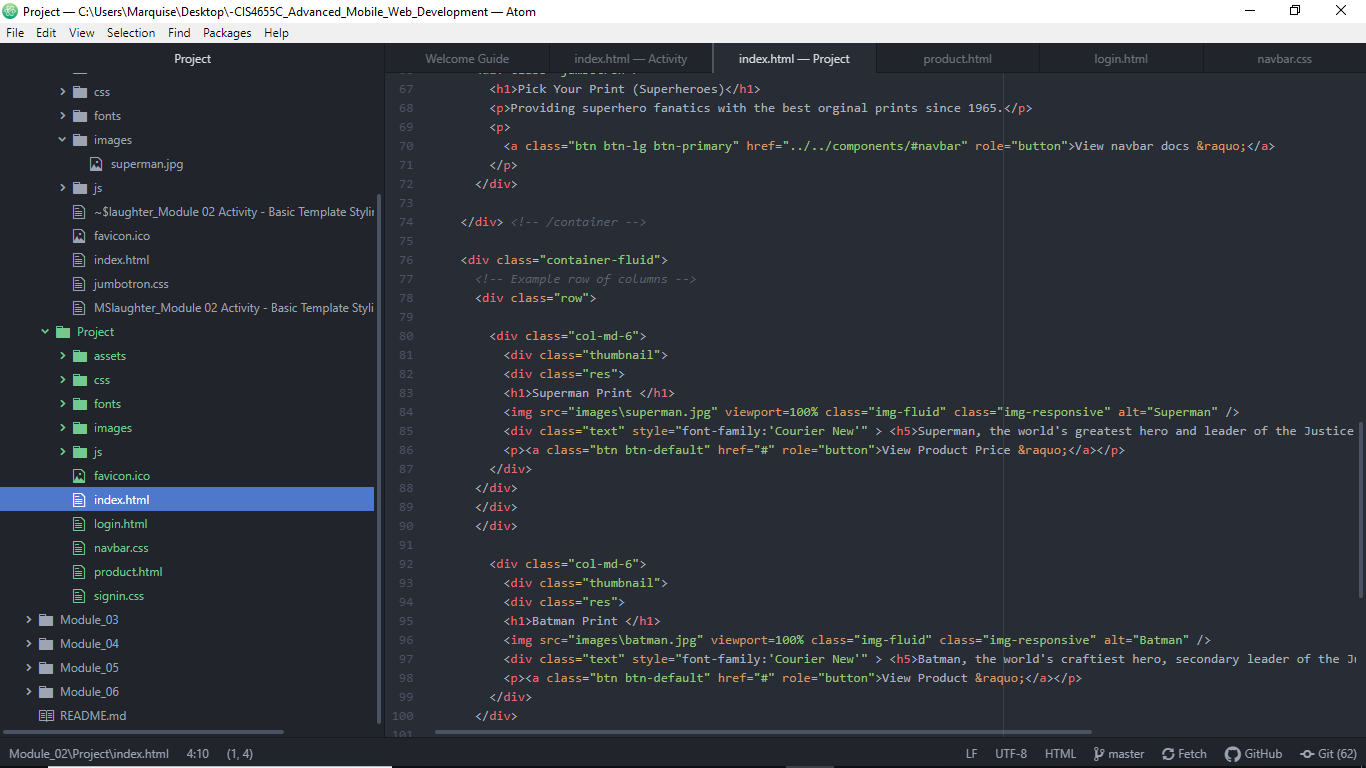 Project — C:\Users\Marquise\Desktop\-CIS4655C_Advanced_Mobile_Web_Development — Atom
File Edit View Selection Find Packages Help
Project
css
fonts
images
superman.jpg
js
~$laughter_Module 02 Activity - Basic Template Stylin
favicon.ico
index.html
jumbotron.css
MSlaughter_Module 02 Activity - Basic Template Styli
Project
assets
css
fonts
images
js
favicon.ico
index.html
login.html
navbar.css
product.html
signin.css
Module_03
Module_04
Module_05
Module_06
README.md
Welcome Guide index.html — Activity index.html — Project product.html login.html navbar.css
67 <h1>Pick Your Print (Superheroes)</h1>
68 <p>Providing superhero fanatics with the best orginal prints since 1965.</p>
69 <p>
70 <a class="btn btn-lg btn-primary" href="../../components/#navbar" role="button">View navbar docs &raquo;</a>
71 </p>
72 </div>
73
74 </div> <!-- /container -->
75
76 <div class="container-fluid">
77 <!-- Example row of columns -->
78 <div class="row">
79
80 <div class="col-md-6">
81 <div class="thumbnail">
82 <div class="res">
83 <h1>Superman Print </h1>
84 <img src="images\superman.jpg" viewport=100% class="img-fluid" class="img-responsive" alt="Superman" />
85 <div class="text" style="font-family:'Courier New'" > <h5>Superman, the world's greatest hero and leader of the Justice
86 <p><a class="btn btn-default" href="#" role="button">View Product Price &raquo;</a></p>
87 </div>
88 </div>
89 </div>
90 </div>
91
92 <div class="col-md-6">
93 <div class="thumbnail">
94 <div class="res">
95 <h1>Batman Print </h1>
96 <img src="images\batman.jpg" viewport=100% class="img-fluid" class="img-responsive" alt="Batman" />
97 <div class="text" style="font-family:'Courier New'" > <h5>Batman, the world's craftiest hero, secondary leader of the
98 <p><a class="btn btn-default" href="#" role="button">View Product &raquo;</a></p>
99 </div>
100 </div>
101
Module_02\Project\index.html 4:10 (1, 4) LF UTF-8 HTML master Fetch GitHub Git (62)